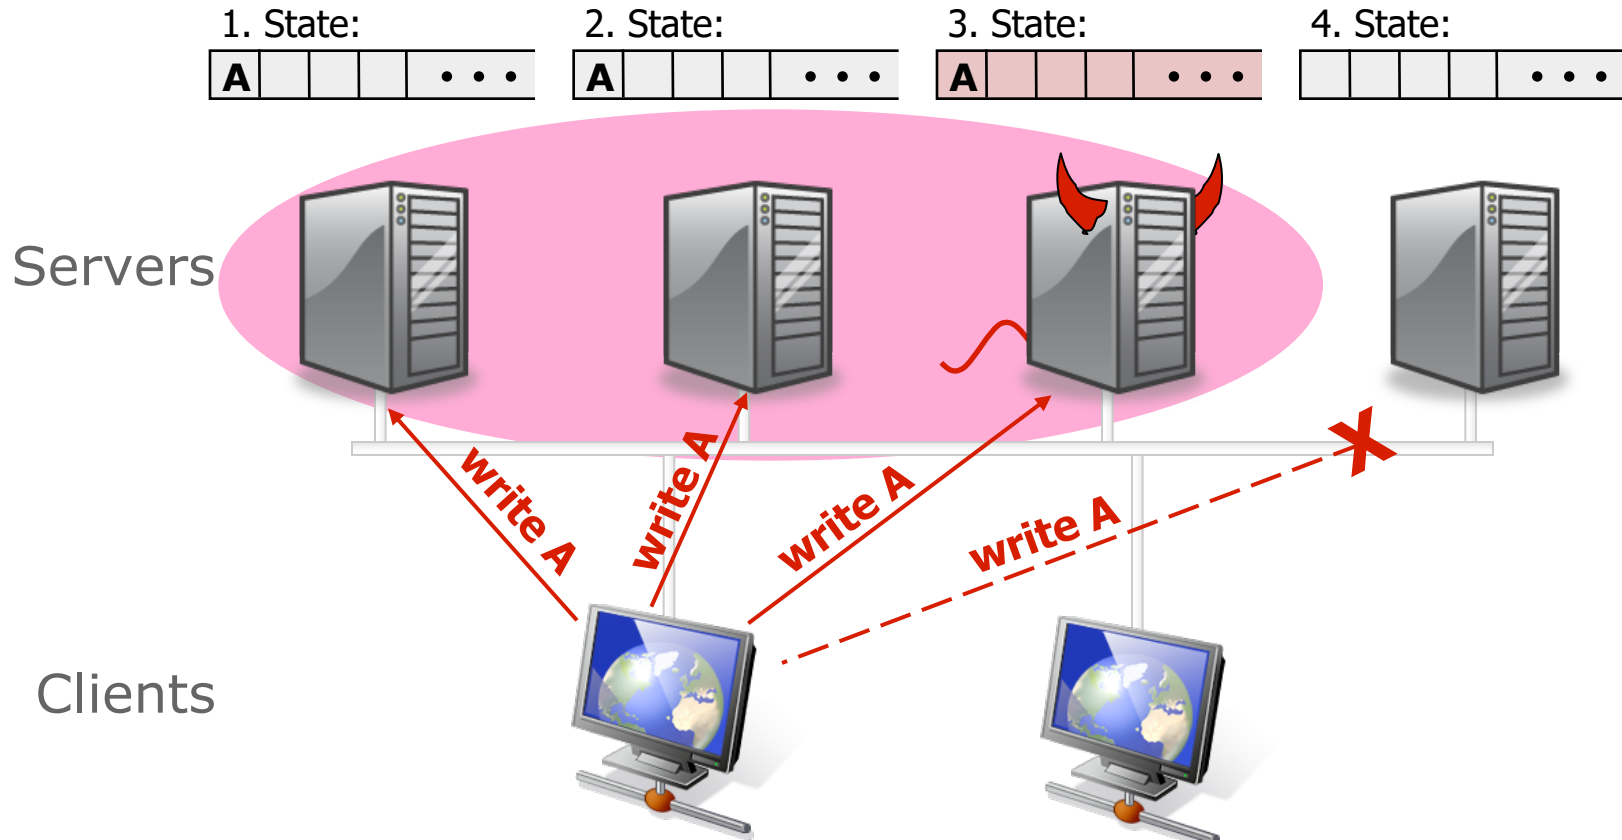 1. State:
2. State:
3. State:
4. State:
A
• • •
A
• • •
A
• • •
• • •
Servers
write A
write A
write A
write A
X
Clients